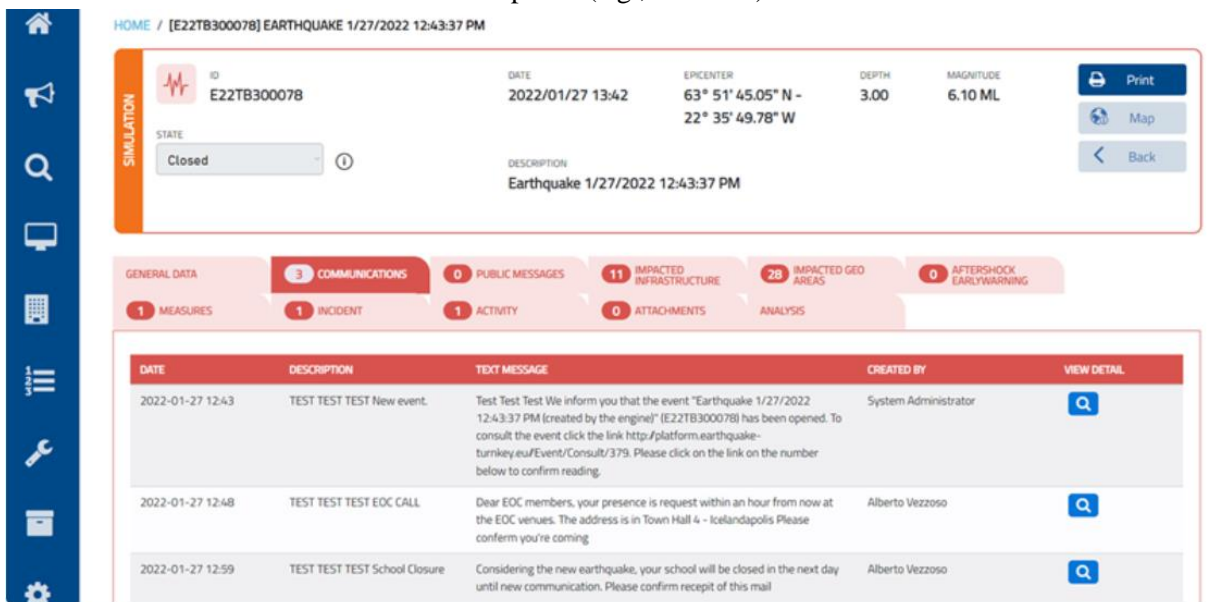 HOME / [E22TB300078] EARTHQUAKE 1/27/2022 12:43:37 PM
SIMULATION
ID
E22TB300078
DATE
2022/01/27 13:42
EPICENTER
63° 51' 45.05" N -
22° 35' 49.78" W
DEPTH
3.00
MAGNITUDE
6.10 ML
Print
Map
Back
STATE
Closed
DESCRIPTION
Earthquake 1/27/2022 12:43:37 PM
GENERAL DATA
3 COMMUNICATIONS
0 PUBLIC MESSAGES
11 IMPACTED
INFRASTRUCTURE
28 IMPACTED GEO
AREAS
0 AFTERSHOCK
EARLYWARNING
1 MEASURES
1 INCIDENT
1 ACTIVITY
0 ATTACHMENTS
ANALYSIS
DATE DESCRIPTION TEXT MESSAGE CREATED BY VIEW DETAIL
2022-01-27 12:43 TEST TEST TEST New event. Test Test Test We inform you that the event "Earthquake 1/27/2022 System Administrator
12:43:37 PM (created by the engine)" (E22TB300078) has been opened. To
consult the event click the link http://platform.earthquake-
turnkey.eu/Event/Consult/379. Please click on the link on the number
below to confirm reading.
2022-01-27 12:48 TEST TEST TEST EOC CALL Dear EOC members, your presence is request within an hour from now at Alberto Vezzoso
the EOC venues. The address is in Town Hall 4 - Icelandapolis Please
conferm you're coming
2022-01-27 12:59 TEST TEST TEST School Closure Considering the new earthquake, your school will be closed in the next day Alberto Vezzoso
until new communication. Please confirm recepit of this mail